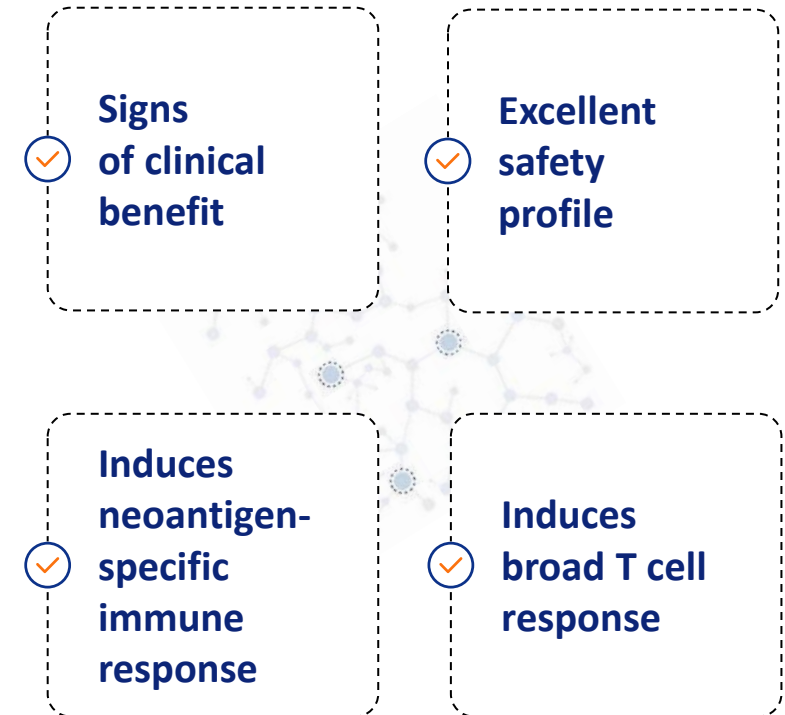 Signs
of clinical
benefit
Excellent
safety
profile
Induces
neoantigen-
specific
immune
response
Induces
broad T cell
response